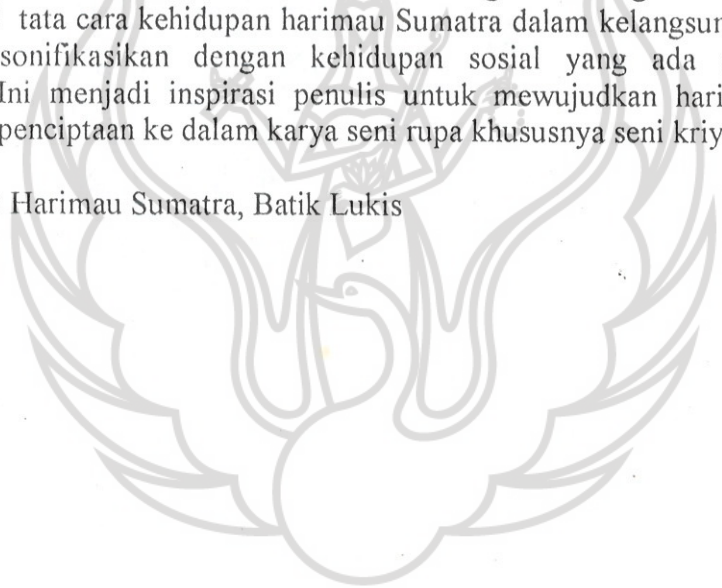 tata cara kehidupan harimau Sumatra dalam kelangsur
sonifikasikan dengan kehidupan sosial yang ada
Ini menjadi inspirasi penulis untuk mewujudkan hari
penciptaan ke dalam karya seni rupa khususnya seni kriy
Harimau Sumatra, Batik Lukis